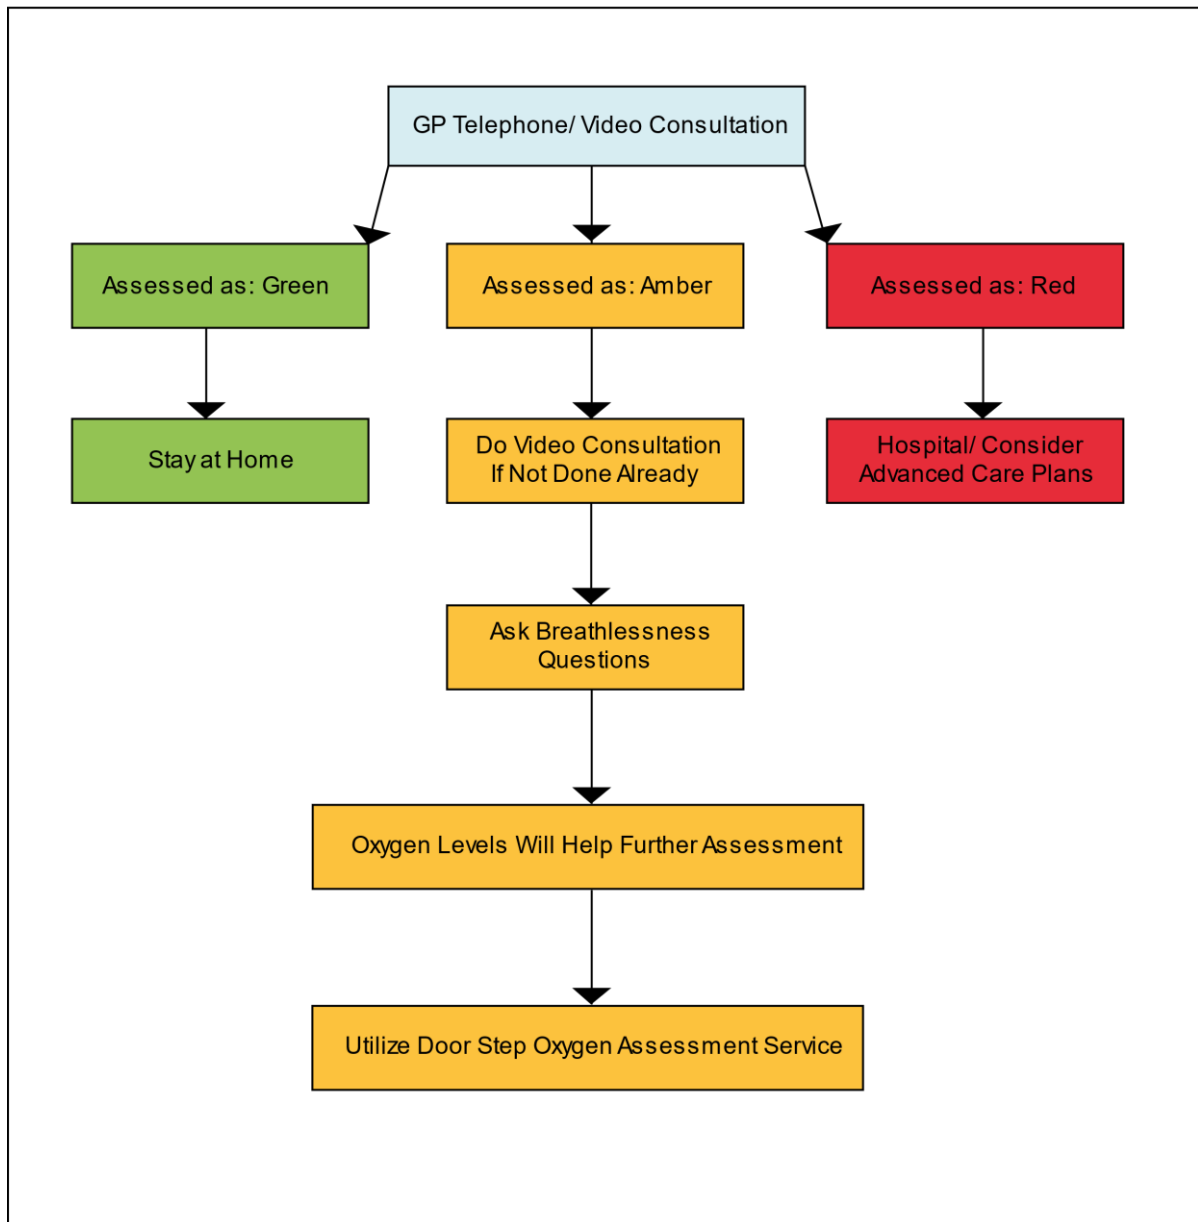 GP Telephone/ Video Consultation
Assessed as: Green
Assessed as: Amber
Assessed as: Red
Stay at Home
Do Video Consultation
If Not Done Already
Hospital/ Consider
Advanced Care Plans
Ask Breathlessness
Questions
Oxygen Levels Will Help Further Assessment
Utilize Door Step Oxygen Assessment Service